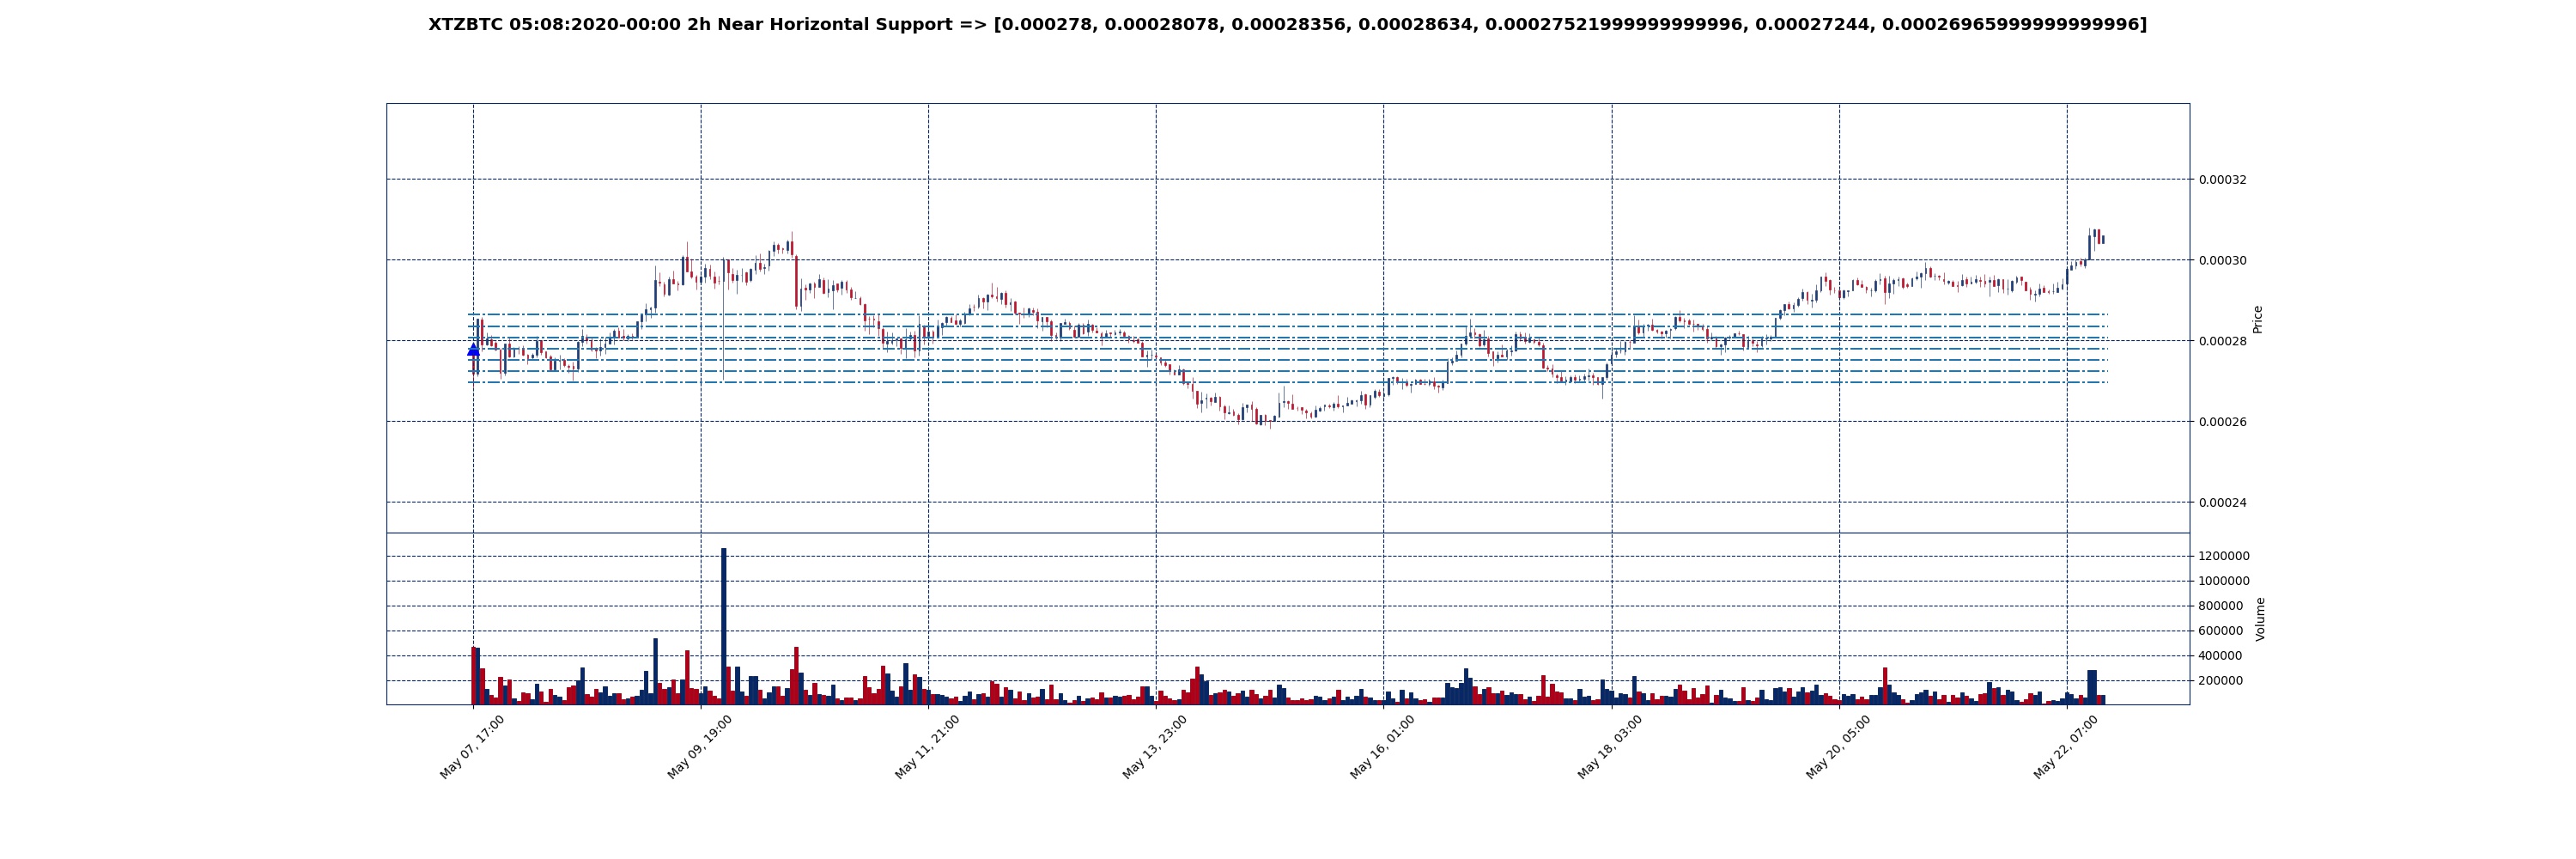 XTZBTC 05:08:2020-00:00 2h Near Horizontal Support => [0.000278, 0.00028078, 0.00028356, 0.00028634, 0.00027521999999999996, 0.00027244, 0.00026965999999999996]
0.00032
0.00030
0.00028
0.00026
0.00024
Price
1200000
1000000
800000
600000
400000
200000
Volume
May 07, 17:00
May 09, 19:00
May 11, 21:00
May 13, 23:00
May 16, 01:00
May 18, 03:00
May 20, 05:00
May 22, 07:00